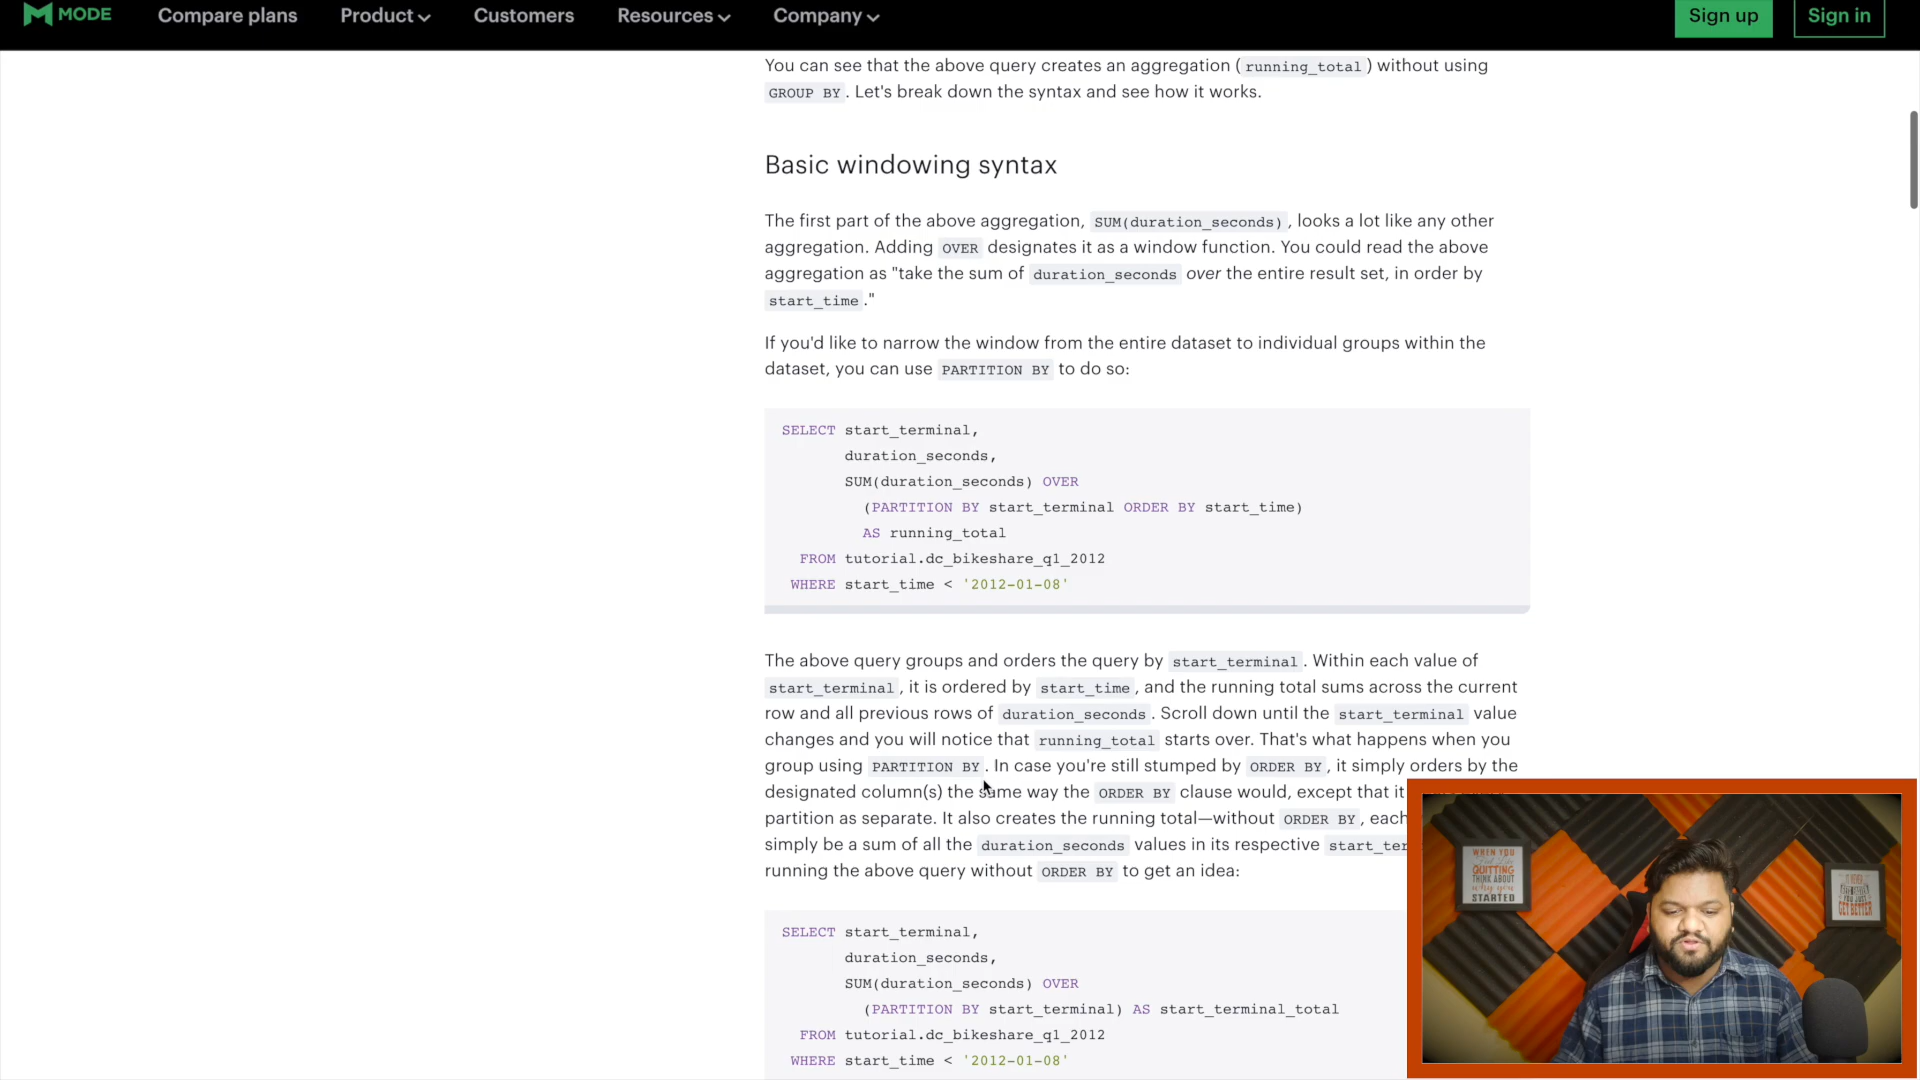 MODE Compare plans Product Customers Resources Company Sign up Sign in
You can see that the above query creates an aggregation ( running_total ) without using
GROUP BY . Let's break down the syntax and see how it works.
Basic windowing syntax
The first part of the above aggregation, SUM(duration_seconds) , looks a lot like any other
aggregation. Adding OVER designates it as a window function. You could read the above
aggregation as "take the sum of duration_seconds over the entire result set, in order by
start_time ."
If you'd like to narrow the window from the entire dataset to individual groups within the
dataset, you can use PARTITION BY to do so:
SELECT start_terminal,
duration_seconds,
SUM(duration_seconds) OVER
(PARTITION BY start_terminal ORDER BY start_time)
AS running_total
FROM tutorial.dc_bikeshare_q1_2012
WHERE start_time < '2012-01-08'
The above query groups and orders the query by start_terminal . Within each value of
start_terminal , it is ordered by start_time , and the running total sums across the current
row and all previous rows of duration_seconds . Scroll down until the start_terminal value
changes and you will notice that running_total starts over. That's what happens when you
group using PARTITION BY . In case you're still stumped by ORDER BY , it simply orders by the
designated column(s) the same way the ORDER BY clause would, except that it
partition as separate. It also creates the running total—without ORDER BY , each
simply be a sum of all the duration_seconds values in its respective start_ter
running the above query without ORDER BY to get an idea:
SELECT start_terminal,
duration_seconds,
SUM(duration_seconds) OVER
(PARTITION BY start_terminal) AS start_terminal_total
FROM tutorial.dc_bikeshare_q1_2012
WHERE start_time < '2012-01-08'
WHEN YOU
QUITTING
THINK ABOUT
why you
STARTED
GET BETTER